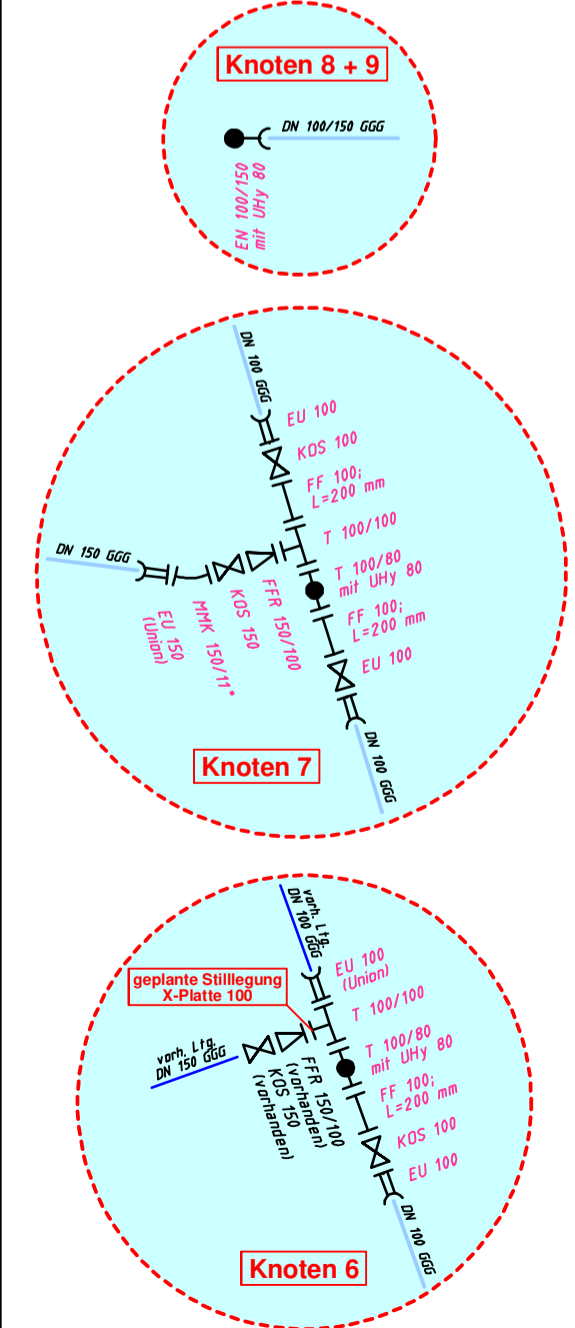 Knoten 8 + 9
DN 100/150 GGG
EN 100/150
mit UHy 80
DN 100 GGG
EU 100
KOS 100
FF 100;
L=200 mm
T 100/100
T 100/80
mit UHy 80
FF 100;
L=200 mm
EU 100
DN 150 GGG
EU 150
(Union)
MMK 150/11°
KOS 150
FFR 150/100
DN 100 GGG
Knoten 7
vorh. Ltg.
DN 100 GGG
EU 100
(Union)
T 100/100
geplante Stilllegung
X-Platte 100
T 100/80
mit UHy 80
FF 100;
L=200 mm
KOS 100
EU 100
vorh. Ltg.
DN 150 GGG
FFR 150/100
(vorhanden)
KOS 150
(vorhanden)
DN 100 GGG
Knoten 6